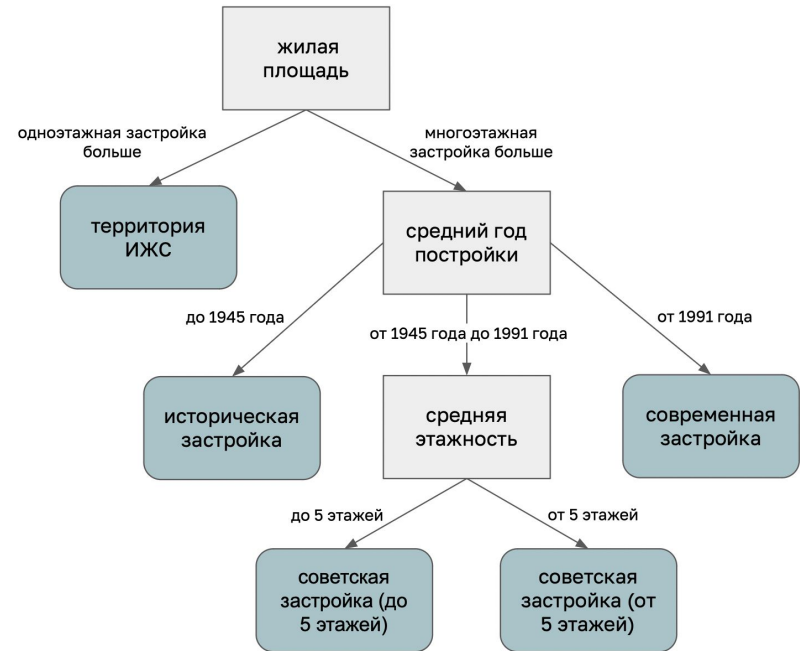 жилая
площадь
одноэтажная застройка
больше
многоэтажная
застройка больше
территория
ИЖС
средний год
постройки
до 1945 года
от 1945 года до 1991 года
от 1991 года
историческая
застройка
средняя
этажность
современная
застройка
до 5 этажей
от 5 этажей
советская
застройка (до
5 этажей)
советская
застройка (от
5 этажей)